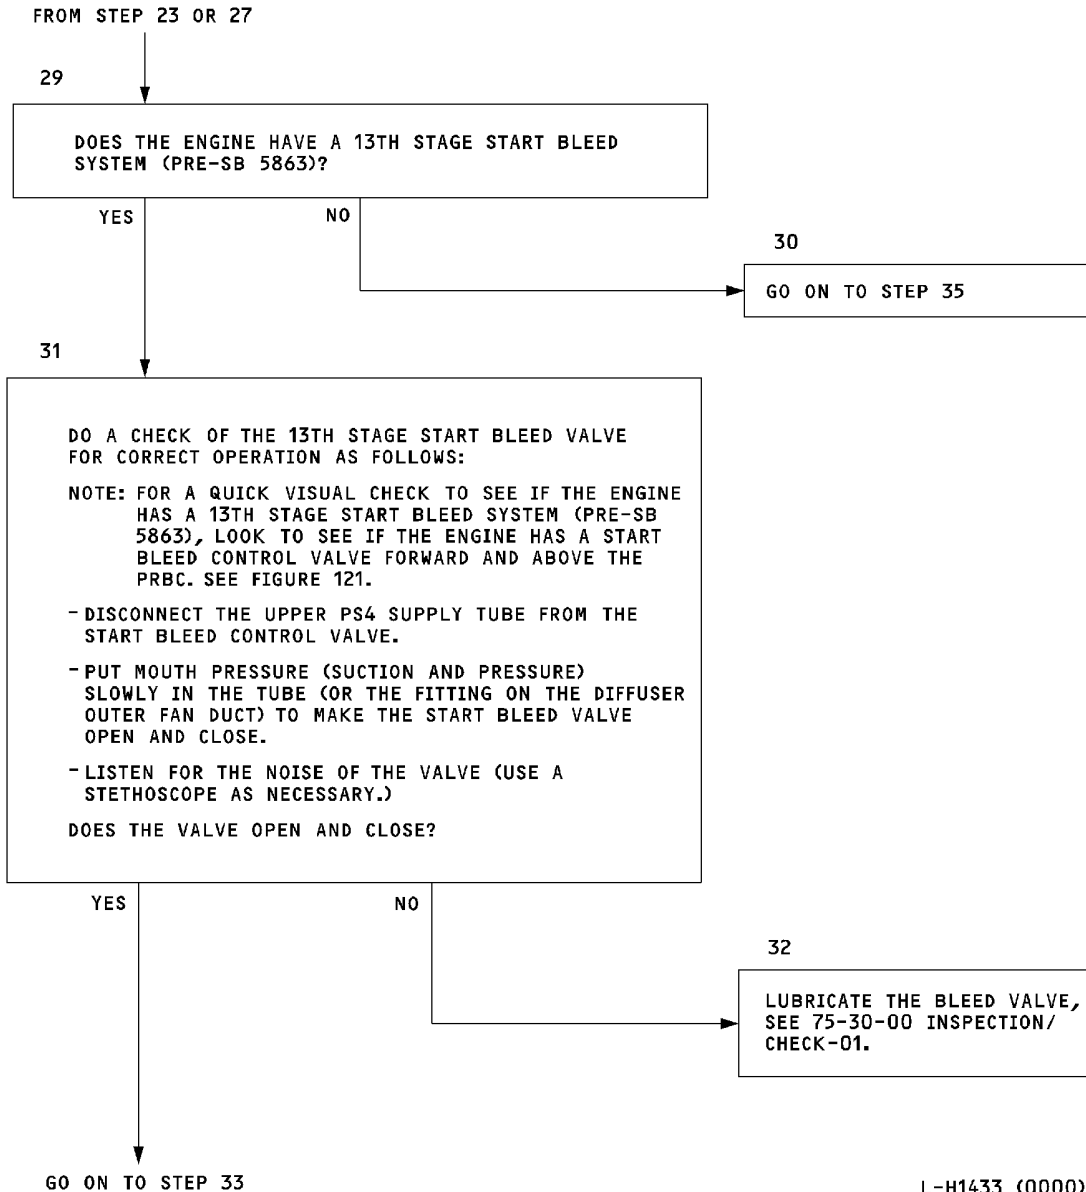 FROM STEP 23 OR 27
29
DOES THE ENGINE HAVE A 13TH STAGE START BLEED
SYSTEM (PRE-SB 5863)?
YES
NO
30
GO ON TO STEP 35
31
DO A CHECK OF THE 13TH STAGE START BLEED VALVE
FOR CORRECT OPERATION AS FOLLOWS:
NOTE: FOR A QUICK VISUAL CHECK TO SEE IF THE ENGINE
HAS A 13TH STAGE START BLEED SYSTEM (PRE-SB
5863), LOOK TO SEE IF THE ENGINE HAS A START
BLEED CONTROL VALVE FORWARD AND ABOVE THE
PRBC. SEE FIGURE 121.
- DISCONNECT THE UPPER PS4 SUPPLY TUBE FROM THE
START BLEED CONTROL VALVE.
- PUT MOUTH PRESSURE (SUCTION AND PRESSURE)
SLOWLY IN THE TUBE (OR THE FITTING ON THE DIFFUSER
OUTER FAN DUCT) TO MAKE THE START BLEED VALVE
OPEN AND CLOSE.
- LISTEN FOR THE NOISE OF THE VALVE (USE A
STETHOSCOPE AS NECESSARY.)
DOES THE VALVE OPEN AND CLOSE?
YES
NO
32
LUBRICATE THE BLEED VALVE,
SEE 75-30-00 INSPECTION/
CHECK-01.
GO ON TO STEP 33
L-H1433 (0000)